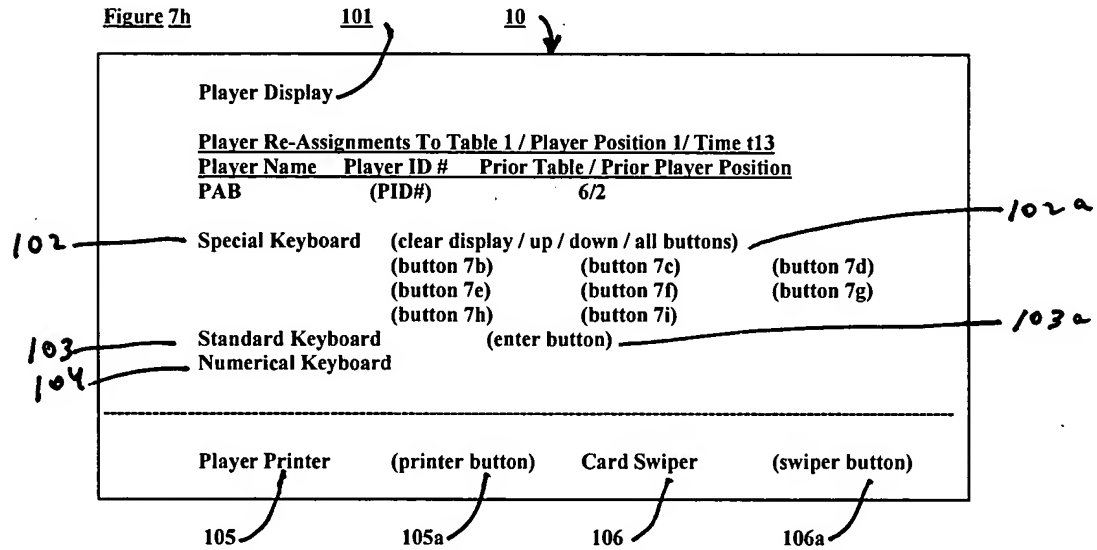 Figure 7h 101 10
Player Display
Player Re-Assignments To Table 1 / Player Position 1/ Time t13
Player Name Player ID # Prior Table / Prior Player Position
PAB (PID#) 6/2
102 Special Keyboard (clear display / up / down / all buttons) 102a
(button 7b) (button 7c) (button 7d)
(button 7e) (button 7f) (button 7g)
(button 7h) (button 7i)
103 Standard Keyboard (enter button) 103a
104 Numerical Keyboard
Player Printer (printer button) Card Swiper (swiper button)
105 105a 106 106a